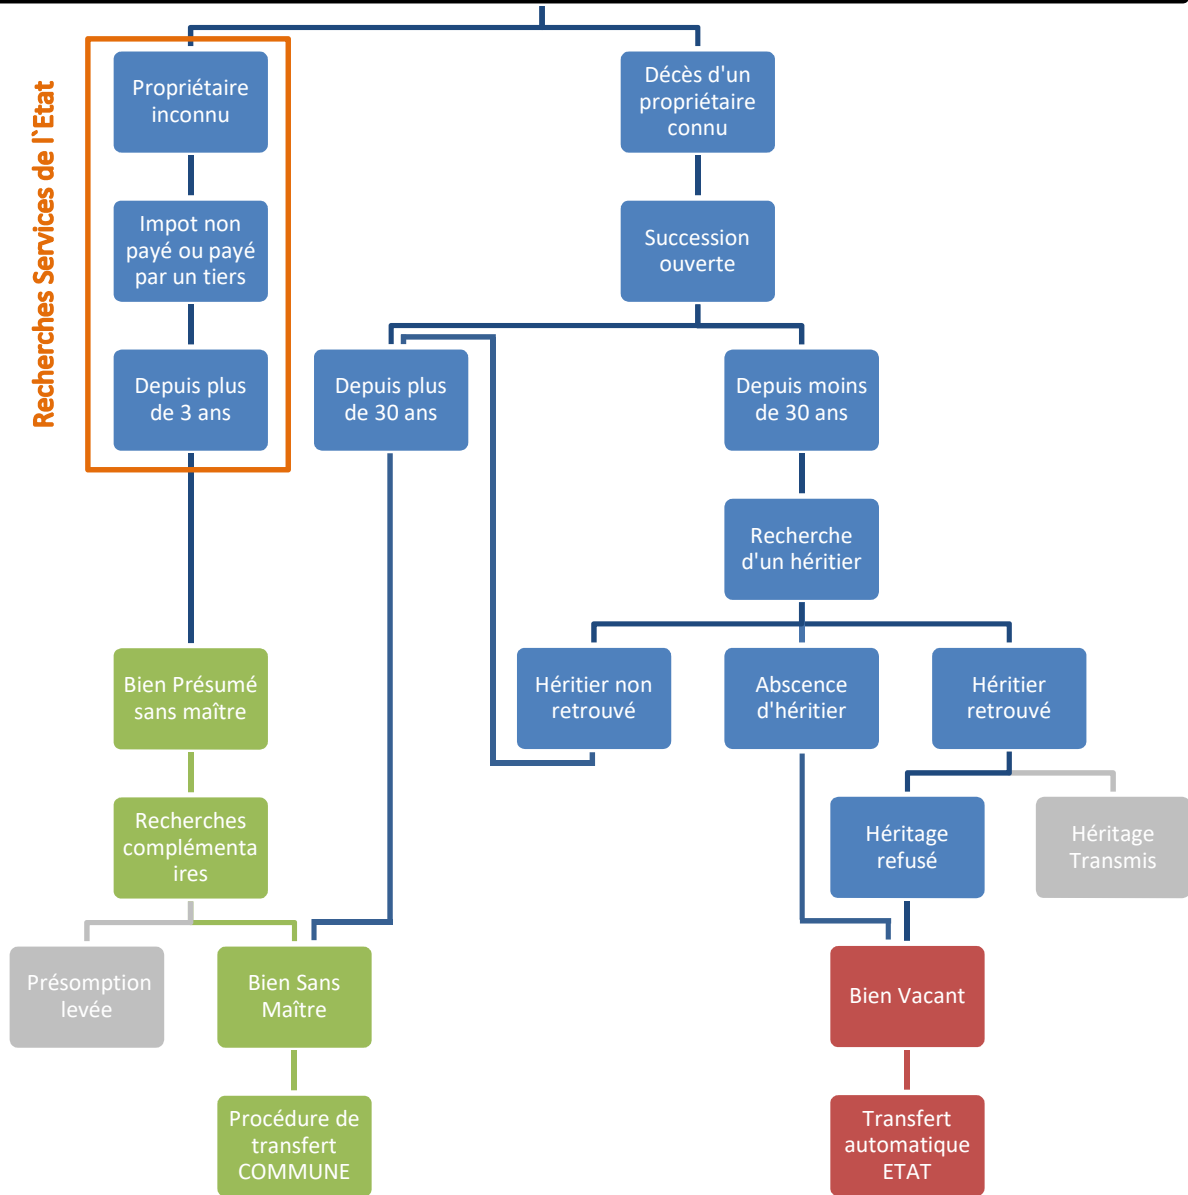 Recherches Services de l`Etat
Propriétaire
inconnu
Décès d'un
propriétaire
connu
Impot non
payé ou payé
par un tiers
Succession
ouverte
Depuis plus
de 3 ans
Depuis plus
de 30 ans
Depuis moins
de 30 ans
Recherche
d'un héritier
Bien Présumé
sans maître
Héritier non
retrouvé
Abscence
d'héritier
Héritier
retrouvé
Recherches
complémenta
ires
Héritage
refusé
Héritage
Transmis
Présomption
levée
Bien Sans
Maître
Bien Vacant
Procédure de
transfert
COMMUNE
Transfert
automatique
ETAT